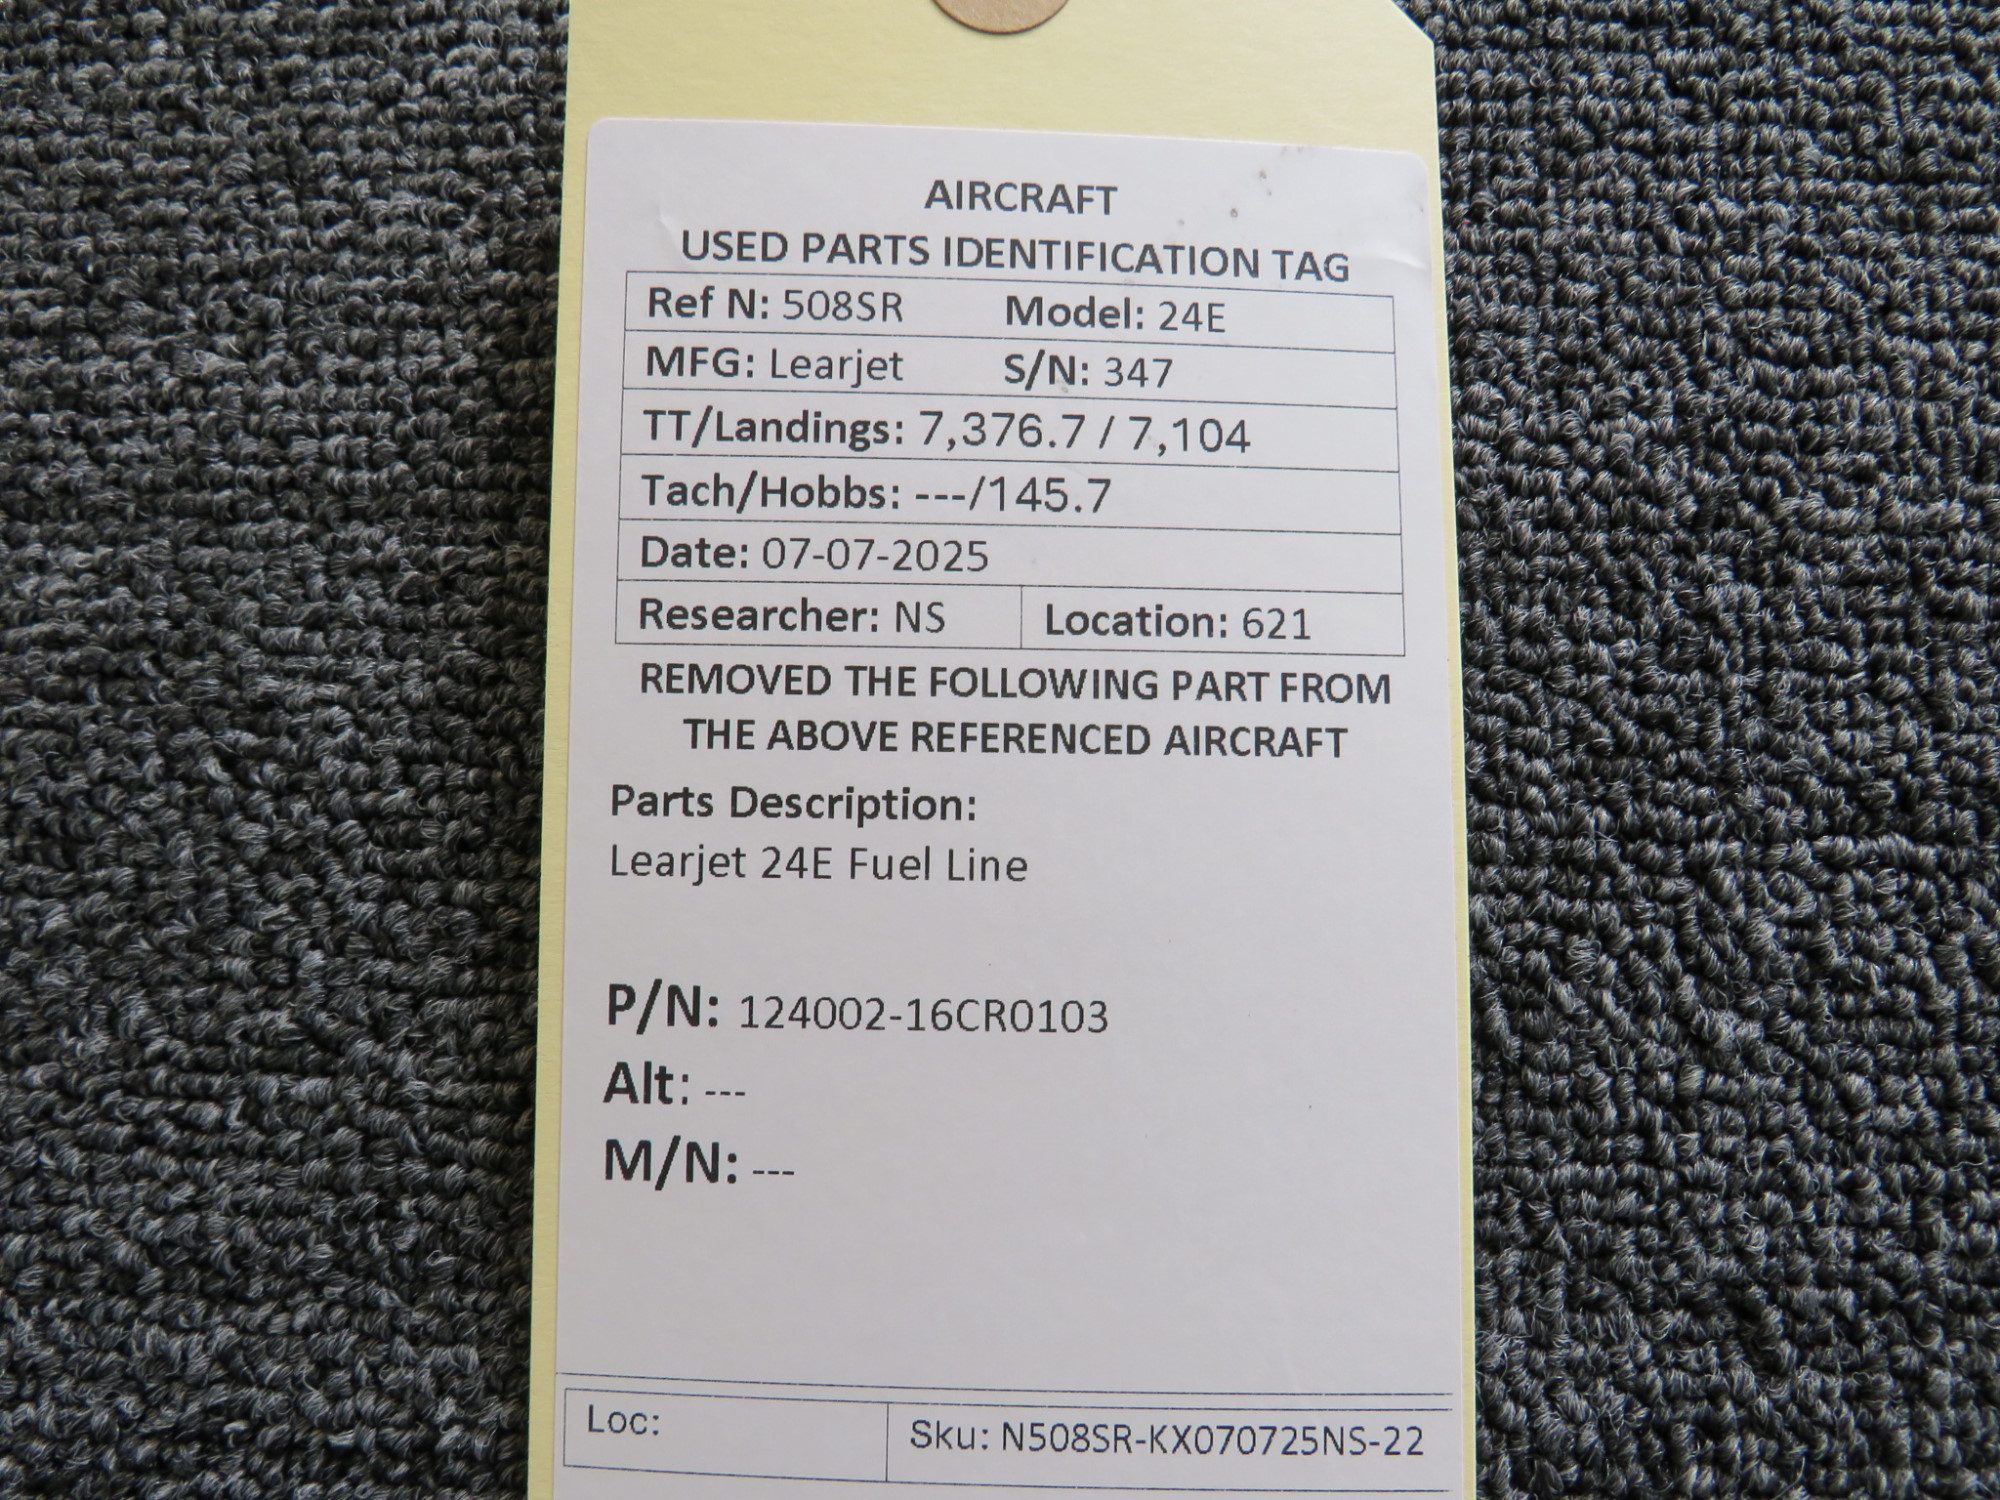 AIRCRAFT
USED PARTS IDENTIFICATION TAG
Ref N: 508SR Model: 24E
MFG: Learjet S/N: 347
TT/Landings: 7,376.7 / 7,104
Tach/Hobbs: ---/145.7
Date: 07-07-2025
Researcher: NS Location: 621
REMOVED THE FOLLOWING PART FROM
THE ABOVE REFERENCED AIRCRAFT
Parts Description:
Learjet 24E Fuel Line
P/N: 124002-16CR0103
Alt: ---
M/N: ---
Loc: Sku: N508SR-KX070725NS-22